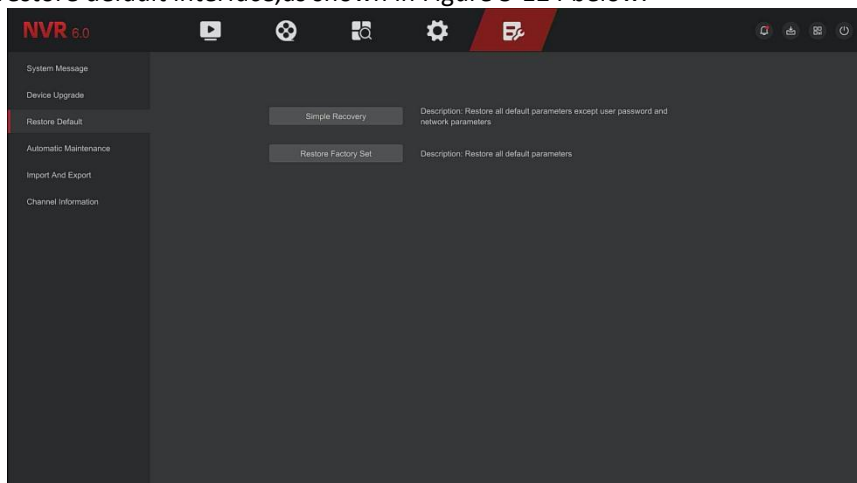 restore default interface,as shown in Figure 5-124 below.
NVR 6.0
System Message
Device Upgrade
Restore Default
Automatic Maintenance
Import And Export
Channel Information
Simple Recovery
Description: Restore all default parameters except user password and
network parameters
Restore Factory Set
Description: Restore all default parameters